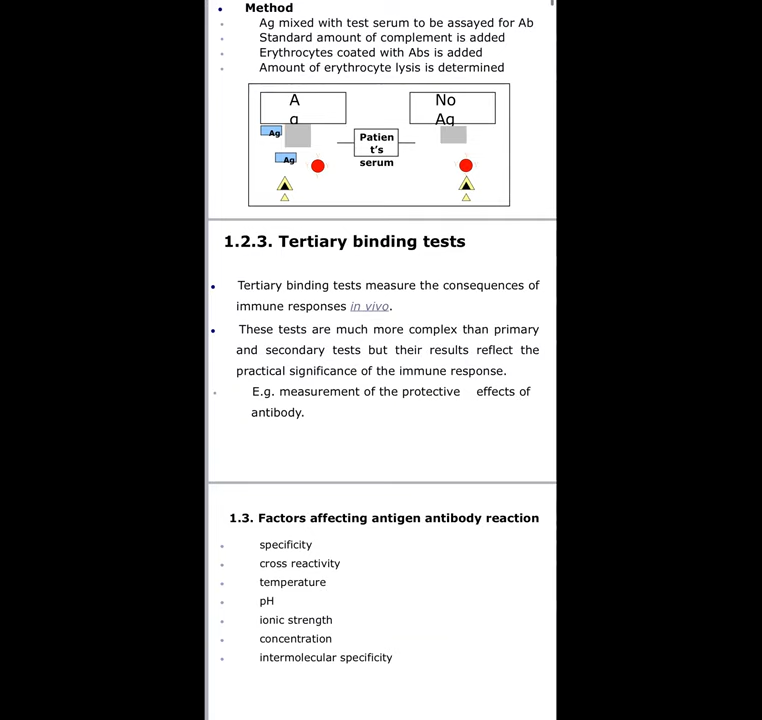 Method
Ag mixed with test serum to be assayed for Ab
Standard amount of complement is added
Erythrocytes coated with Abs is added
Amount of erythrocyte lysis is determined
A
g
No
Ag
Ag
Ag
Patien
t’s
serum
1.2.3. Tertiary binding tests
Tertiary binding tests measure the consequences of
immune responses in vivo.
These tests are much more complex than primary
and secondary tests but their results reflect the
practical significance of the immune response.
E.g. measurement of the protective effects of
antibody.
1.3. Factors affecting antigen antibody reaction
specificity
cross reactivity
temperature
pH
ionic strength
concentration
intermolecular specificity